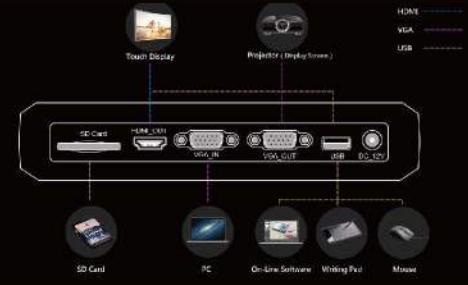 HDMI
VGA
USB
Touch Display
Projector ( Display Screen )
SD Card
HDMI_OUT
VGA_IN
VGA_OUT
USB
DC_12V
SD Card
PC
On-Line Software
Writing Pad
Mouse